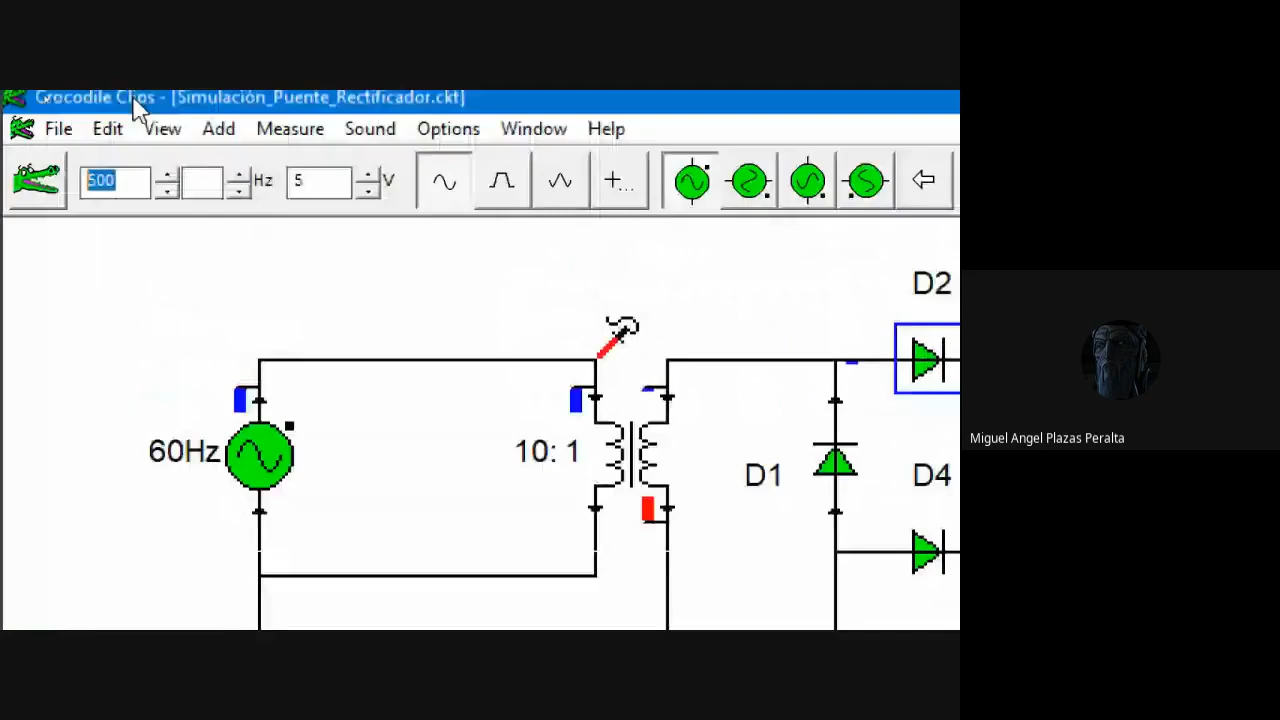 Crocodile Clips - [Simulación_Puente_Rectificador.ckt]
File Edit View Add Measure Sound Options Window Help
500 Hz 5 V +...
D2
60Hz 10: 1 D1 D4
Miguel Angel Plazas Peralta